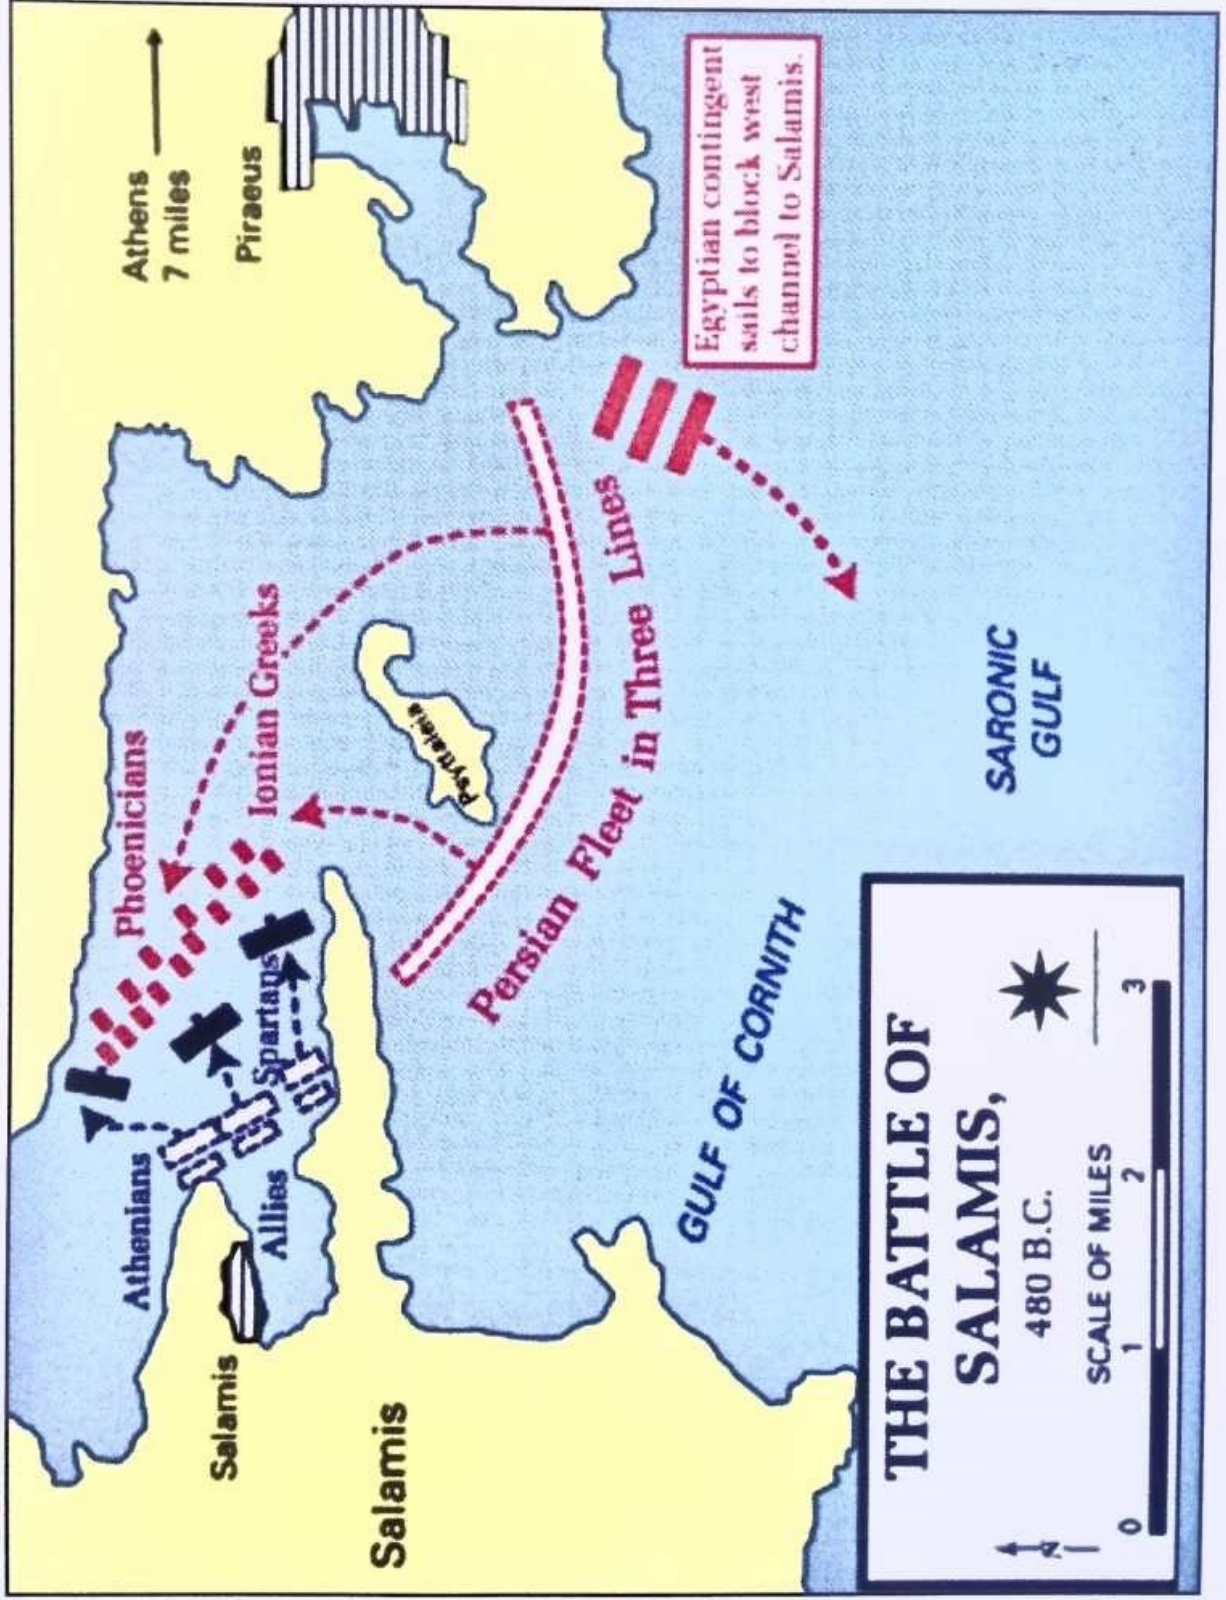 Athens
7 miles
Piraeus
Egyptian contingent
sails to block west
channel to Salamis.
Phoenicians
Ionian Greeks
Psyttaleia
Persian Fleet in Three Lines
Athenians
Spartans
Allies
Salamis
Salamis
SARONIC
GULF
GULF OF CORNITH
THE BATTLE OF
SALAMIS,
480 B.C.
SCALE OF MILES
0 1 2 3
N